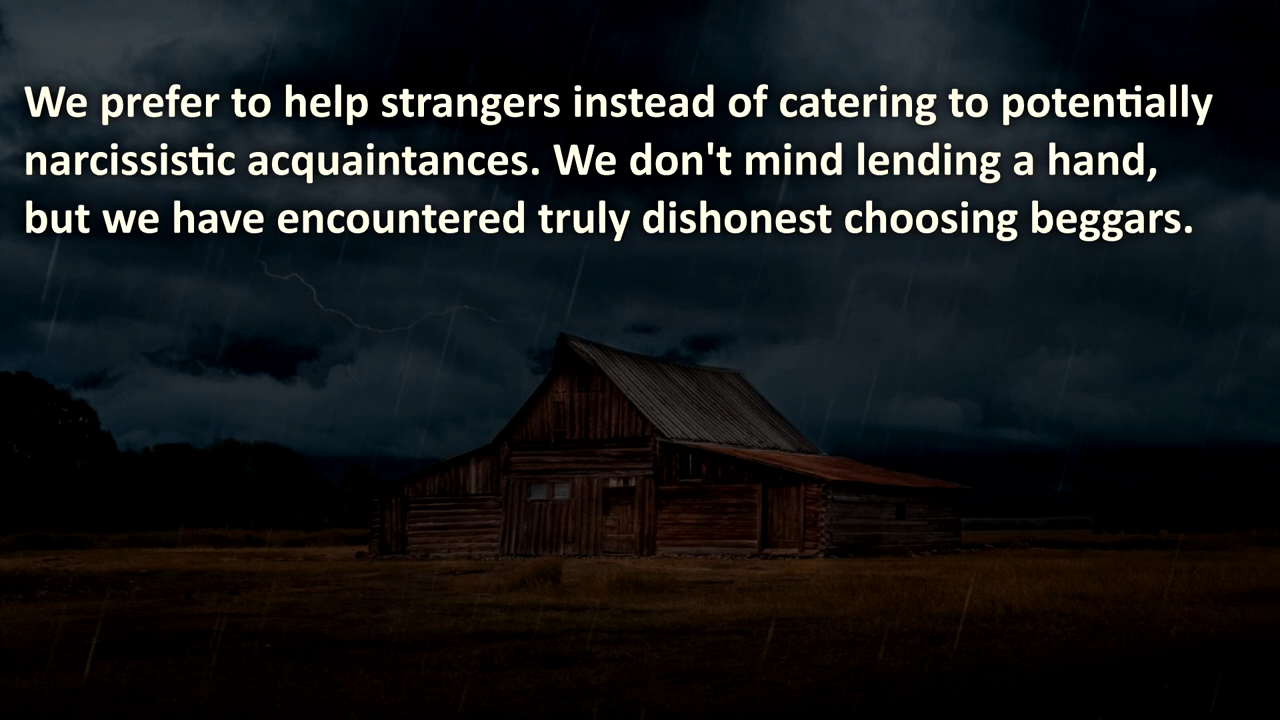 We prefer to help strangers instead of catering to potentially
narcissistic acquaintances. We don't mind lending a hand,
but we have encountered truly dishonest choosing beggars.